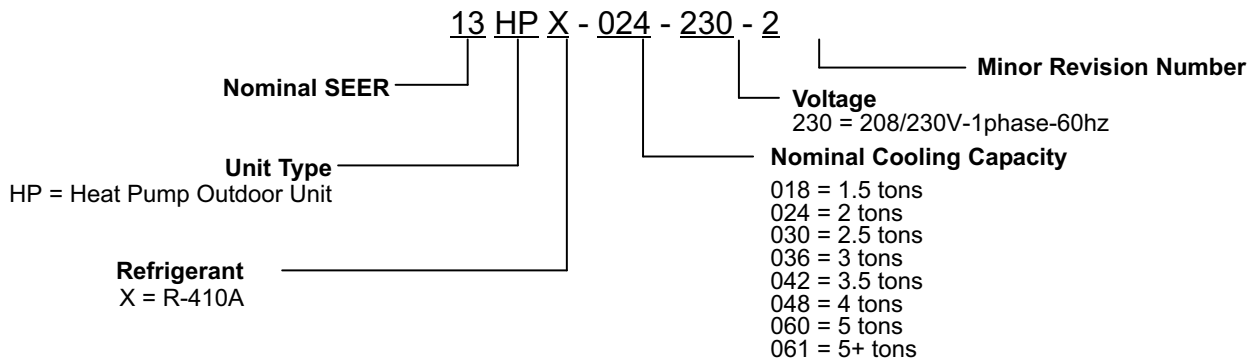 13 HP X - 024 - 230 - 2
Minor Revision Number
Nominal SEER
Voltage
230 = 208/230V-1phase-60hz
Unit Type
HP = Heat Pump Outdoor Unit
Nominal Cooling Capacity
018 = 1.5 tons
024 = 2 tons
030 = 2.5 tons
036 = 3 tons
042 = 3.5 tons
048 = 4 tons
060 = 5 tons
061 = 5+ tons
Refrigerant
X = R-410A